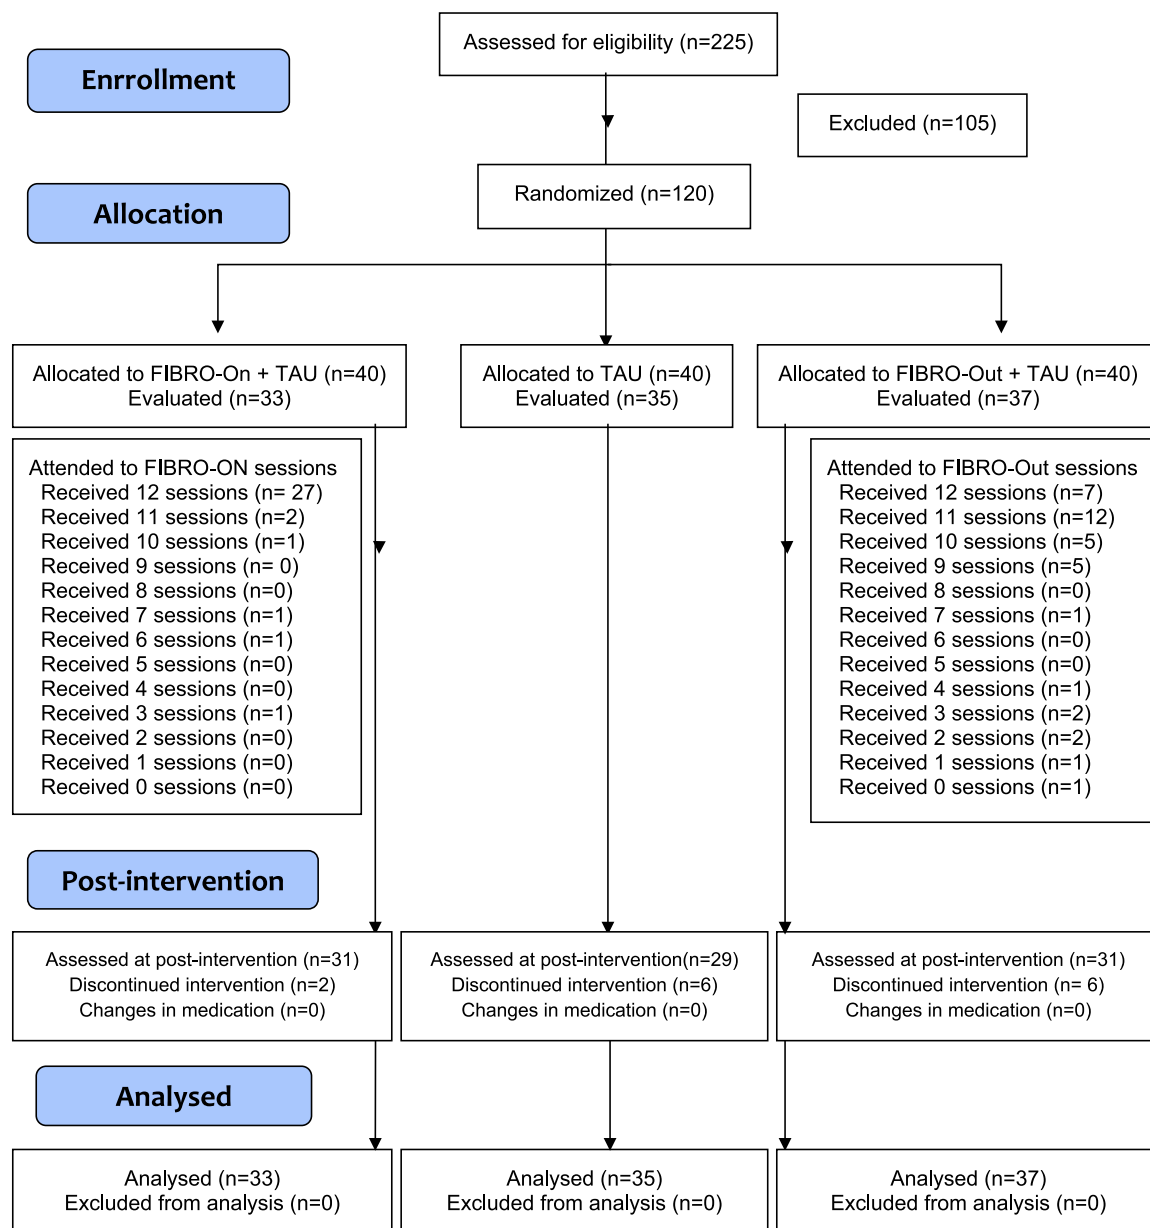 Assessed for eligibility (n=225)
Enrrollment
Excluded (n=105)
Randomized (n=120)
Allocation
Allocated to FIBRO-On + TAU (n=40)
Evaluated (n=33)
Allocated to TAU (n=40)
Evaluated (n=35)
Allocated to FIBRO-Out + TAU (n=40)
Evaluated (n=37)
Attended to FIBRO-ON sessions
Received 12 sessions (n= 27)
Received 11 sessions (n=2)
Received 10 sessions (n=1)
Received 9 sessions (n= 0)
Received 8 sessions (n=0)
Received 7 sessions (n=1)
Received 6 sessions (n=1)
Received 5 sessions (n=0)
Received 4 sessions (n=0)
Received 3 sessions (n=1)
Received 2 sessions (n=0)
Received 1 sessions (n=0)
Received 0 sessions (n=0)
Attended to FIBRO-Out sessions
Received 12 sessions (n=7)
Received 11 sessions (n=12)
Received 10 sessions (n=5)
Received 9 sessions (n=5)
Received 8 sessions (n=0)
Received 7 sessions (n=1)
Received 6 sessions (n=0)
Received 5 sessions (n=0)
Received 4 sessions (n=1)
Received 3 sessions (n=2)
Received 2 sessions (n=2)
Received 1 sessions (n=1)
Received 0 sessions (n=1)
Post-intervention
Assessed at post-intervention (n=31)
Discontinued intervention (n=2)
Changes in medication (n=0)
Assessed at post-intervention(n=29)
Discontinued intervention (n=6)
Changes in medication (n=0)
Assessed at post-intervention (n=31)
Discontinued intervention (n= 6)
Changes in medication (n=0)
Analysed
Analysed (n=33)
Excluded from analysis (n=0)
Analysed (n=35)
Excluded from analysis (n=0)
Analysed (n=37)
Excluded from analysis (n=0)